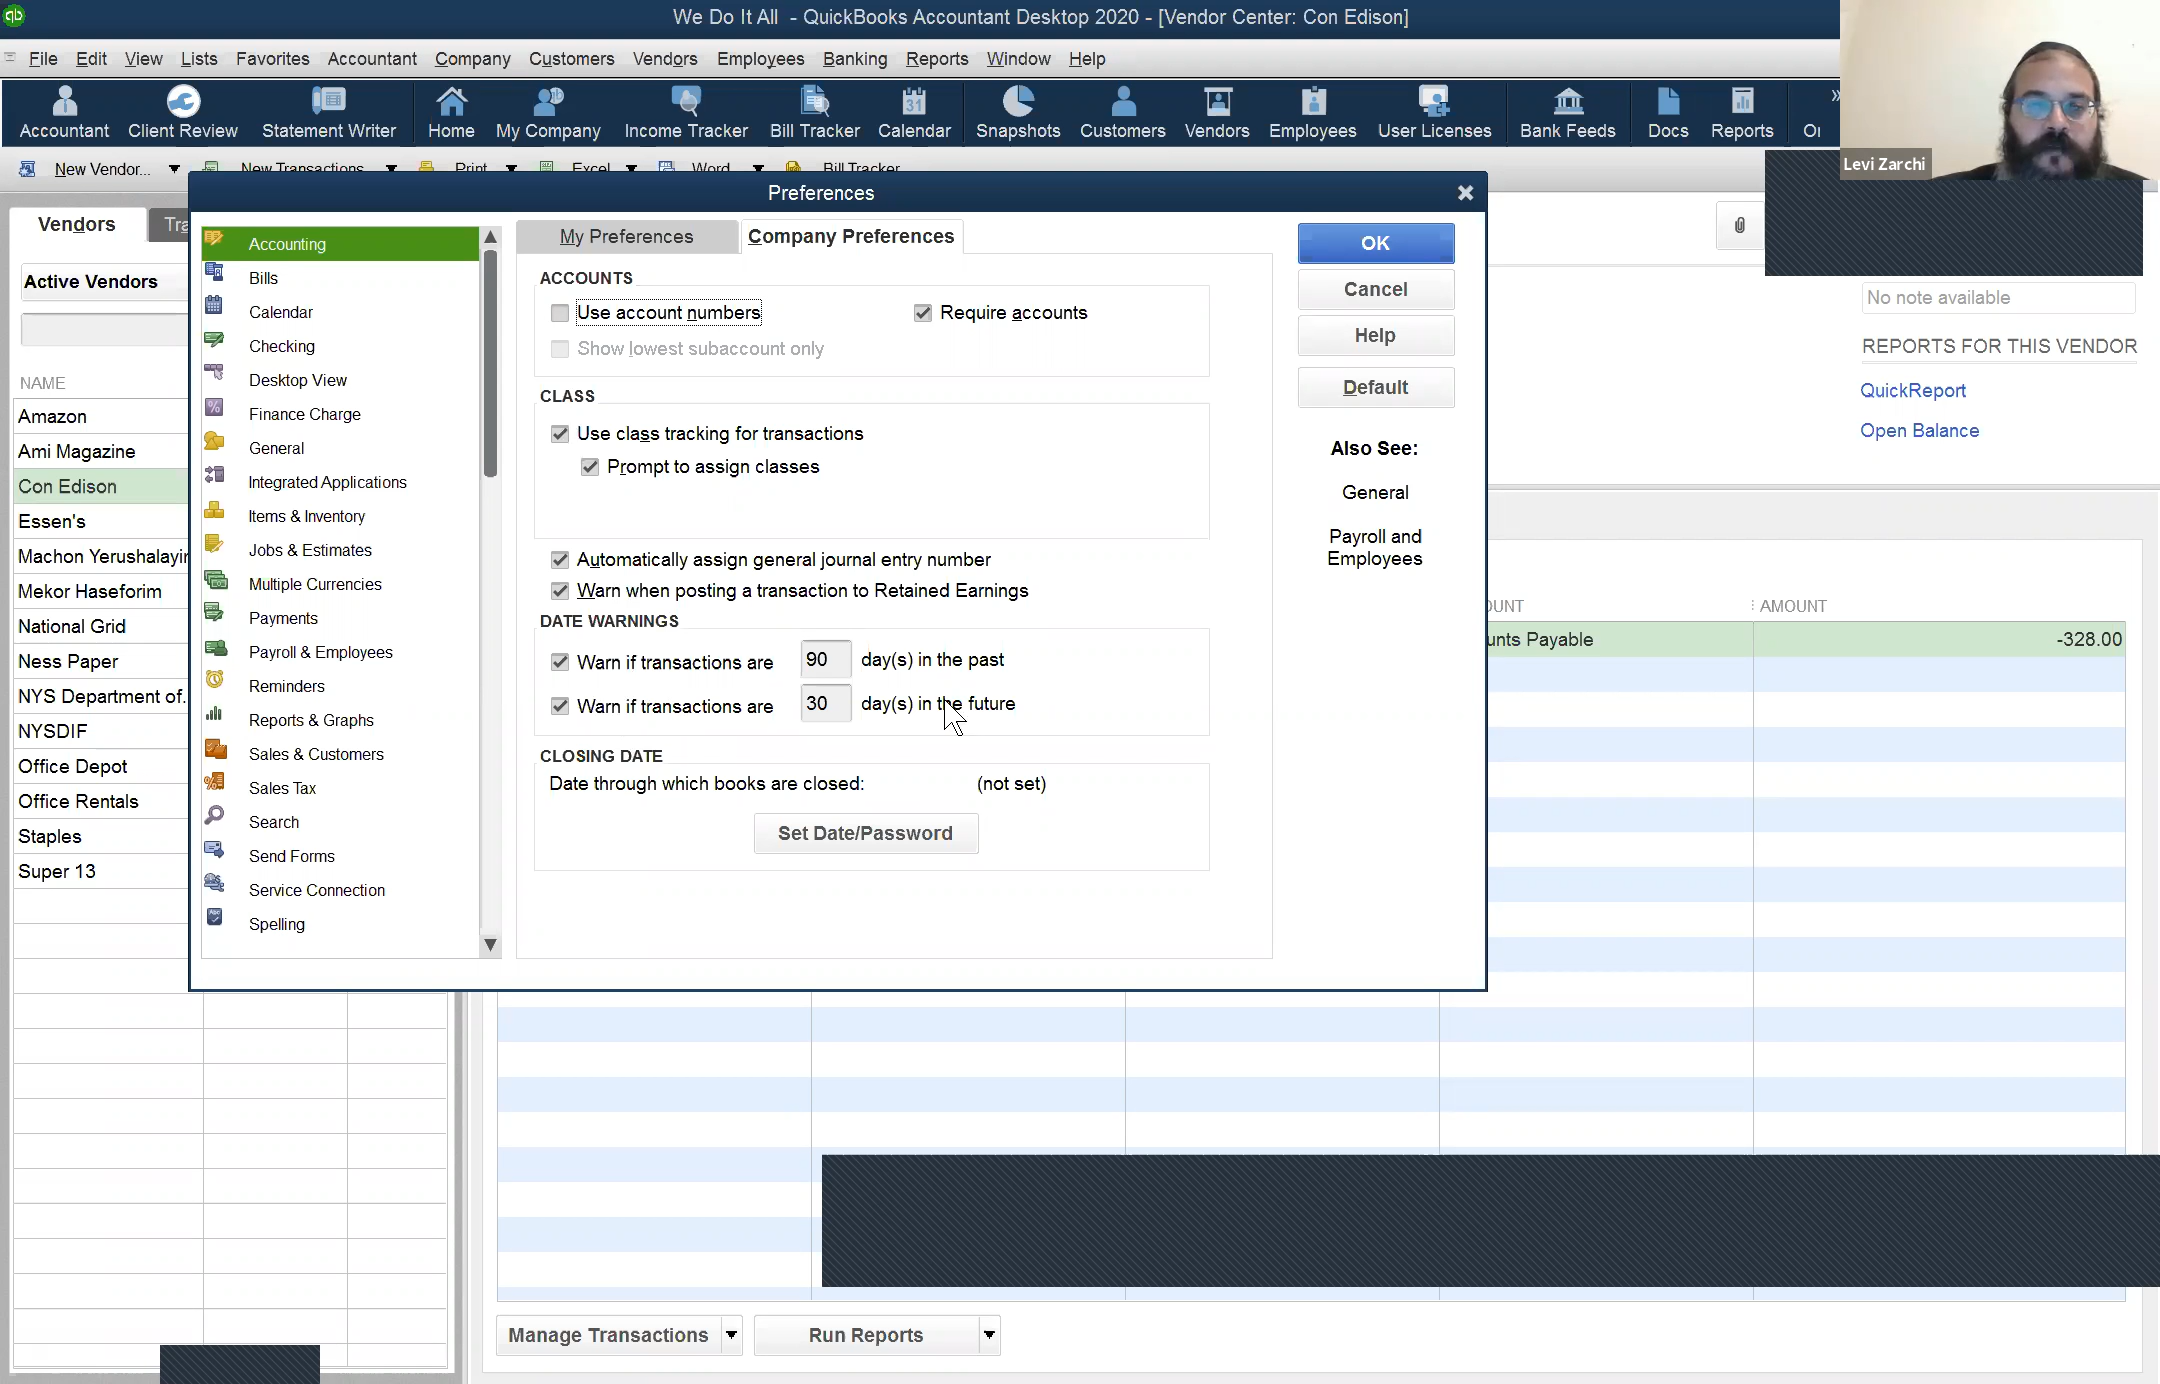 We Do It All - QuickBooks Accountant Desktop 2020 - [Vendor Center: Con Edison]
File Edit View Lists Favorites Accountant Company Customers Vendors Employees Banking Reports Window Help
Accountant Client Review Statement Writer Home My Company Income Tracker Bill Tracker Calendar Snapshots Customers Vendors Employees User Licenses Bank Feeds Docs Reports
Levi Zarchi
New Vendor... New Transactions Print Excel Word Bill Tracker
Preferences
Vendors
Active Vendors
NAME
Amazon
Ami Magazine
Con Edison
Essen's
Machon Yerushalayim
Mekor Haseforim
National Grid
Ness Paper
NYS Department of.
NYSDIF
Office Depot
Office Rentals
Staples
Super 13
Accounting
Bills
Calendar
Checking
Desktop View
Finance Charge
General
Integrated Applications
Items & Inventory
Jobs & Estimates
Multiple Currencies
Payments
Payroll & Employees
Reminders
Reports & Graphs
Sales & Customers
Sales Tax
Search
Send Forms
Service Connection
Spelling
My Preferences Company Preferences
ACCOUNTS
Use account numbers Require accounts
Show lowest subaccount only
CLASS
Use class tracking for transactions
Prompt to assign classes
Automatically assign general journal entry number
Warn when posting a transaction to Retained Earnings
DATE WARNINGS
Warn if transactions are 90 day(s) in the past
Warn if transactions are 30 day(s) in the future
CLOSING DATE
Date through which books are closed: (not set)
Set Date/Password
OK
Cancel
Help
Default
Also See:
General
Payroll and
Employees
No note available
REPORTS FOR THIS VENDOR
QuickReport
Open Balance
OUNT AMOUNT
unts Payable -328.00
Manage Transactions Run Reports